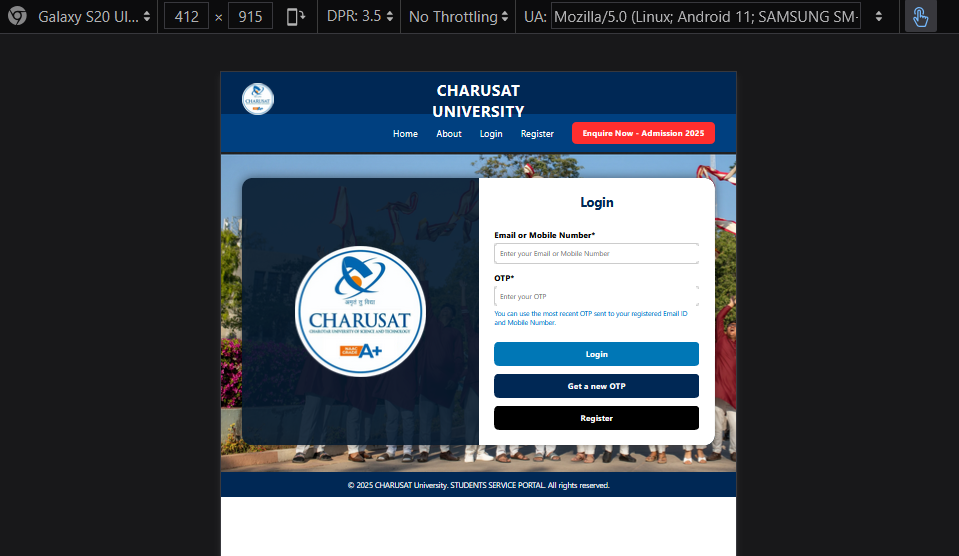 Galaxy S20 Ul...
412 × 915
DPR: 3.5
No Throttling
UA: Mozilla/5.0 (Linux; Android 11; SAMSUNG SM-
CHARUSAT
UNIVERSITY
Home About Login Register Enquire Now - Admission 2025
Login
Email or Mobile Number*
Enter your Email or Mobile Number
OTP*
Enter your OTP
You can use the most recent OTP sent to your registered Email ID
and Mobile Number.
Login
Get a new OTP
Register
CHARUSAT
CHAROTAR UNIVERSITY OF SCIENCE AND TECHNOLOGY
A+
© 2025 CHARUSAT University. STUDENTS SERVICE PORTAL. All rights reserved.